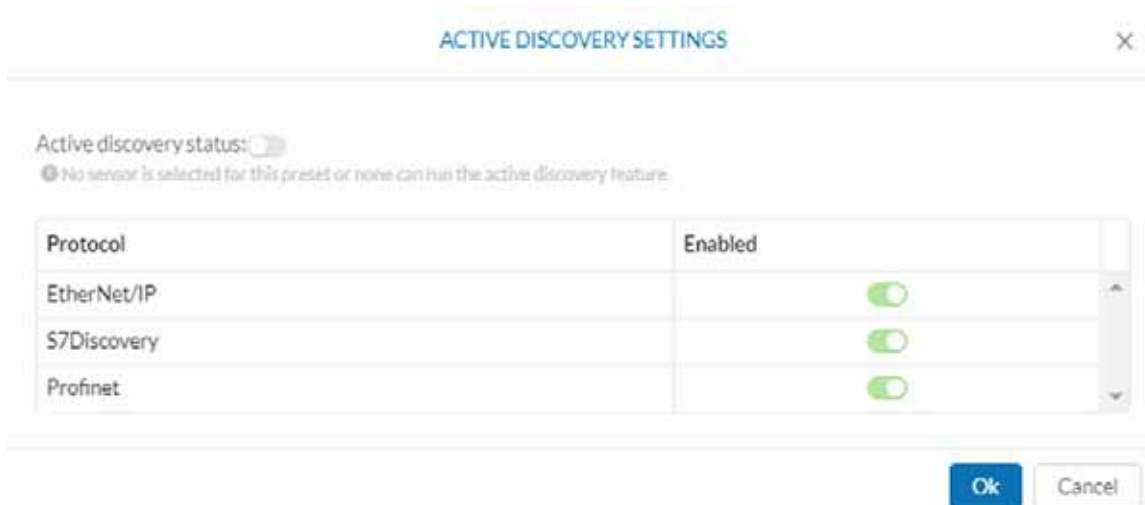 ACTIVE DISCOVERY SETTINGS
Active discovery status:
No sensor is selected for this preset or none can run the active discovery feature.
Protocol Enabled
EtherNet/IP
S7Discovery
Profinet
Ok Cancel